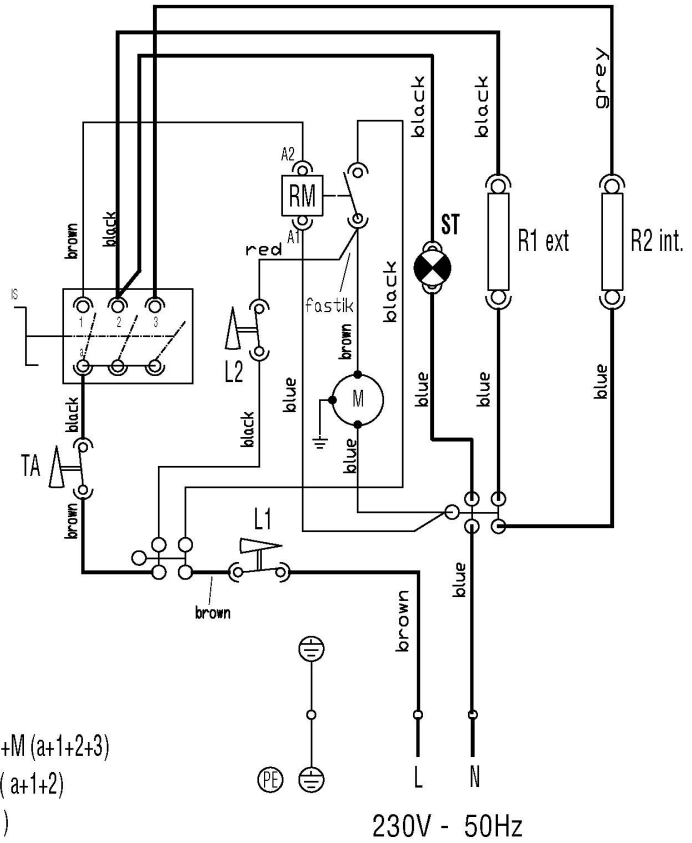 grey
black
black
A2
RM
A1
ST
R1 ext
R2 int.
brown
black
red
fastik
black
IS
1
2
3
a
L2
brown
M
blue
blue
blue
blue
black
black
blue
TA
brown
L1
brown
brown
blue
+M (a+1+2+3)
( a+1+2)
)
PE
L
N
230V - 50Hz